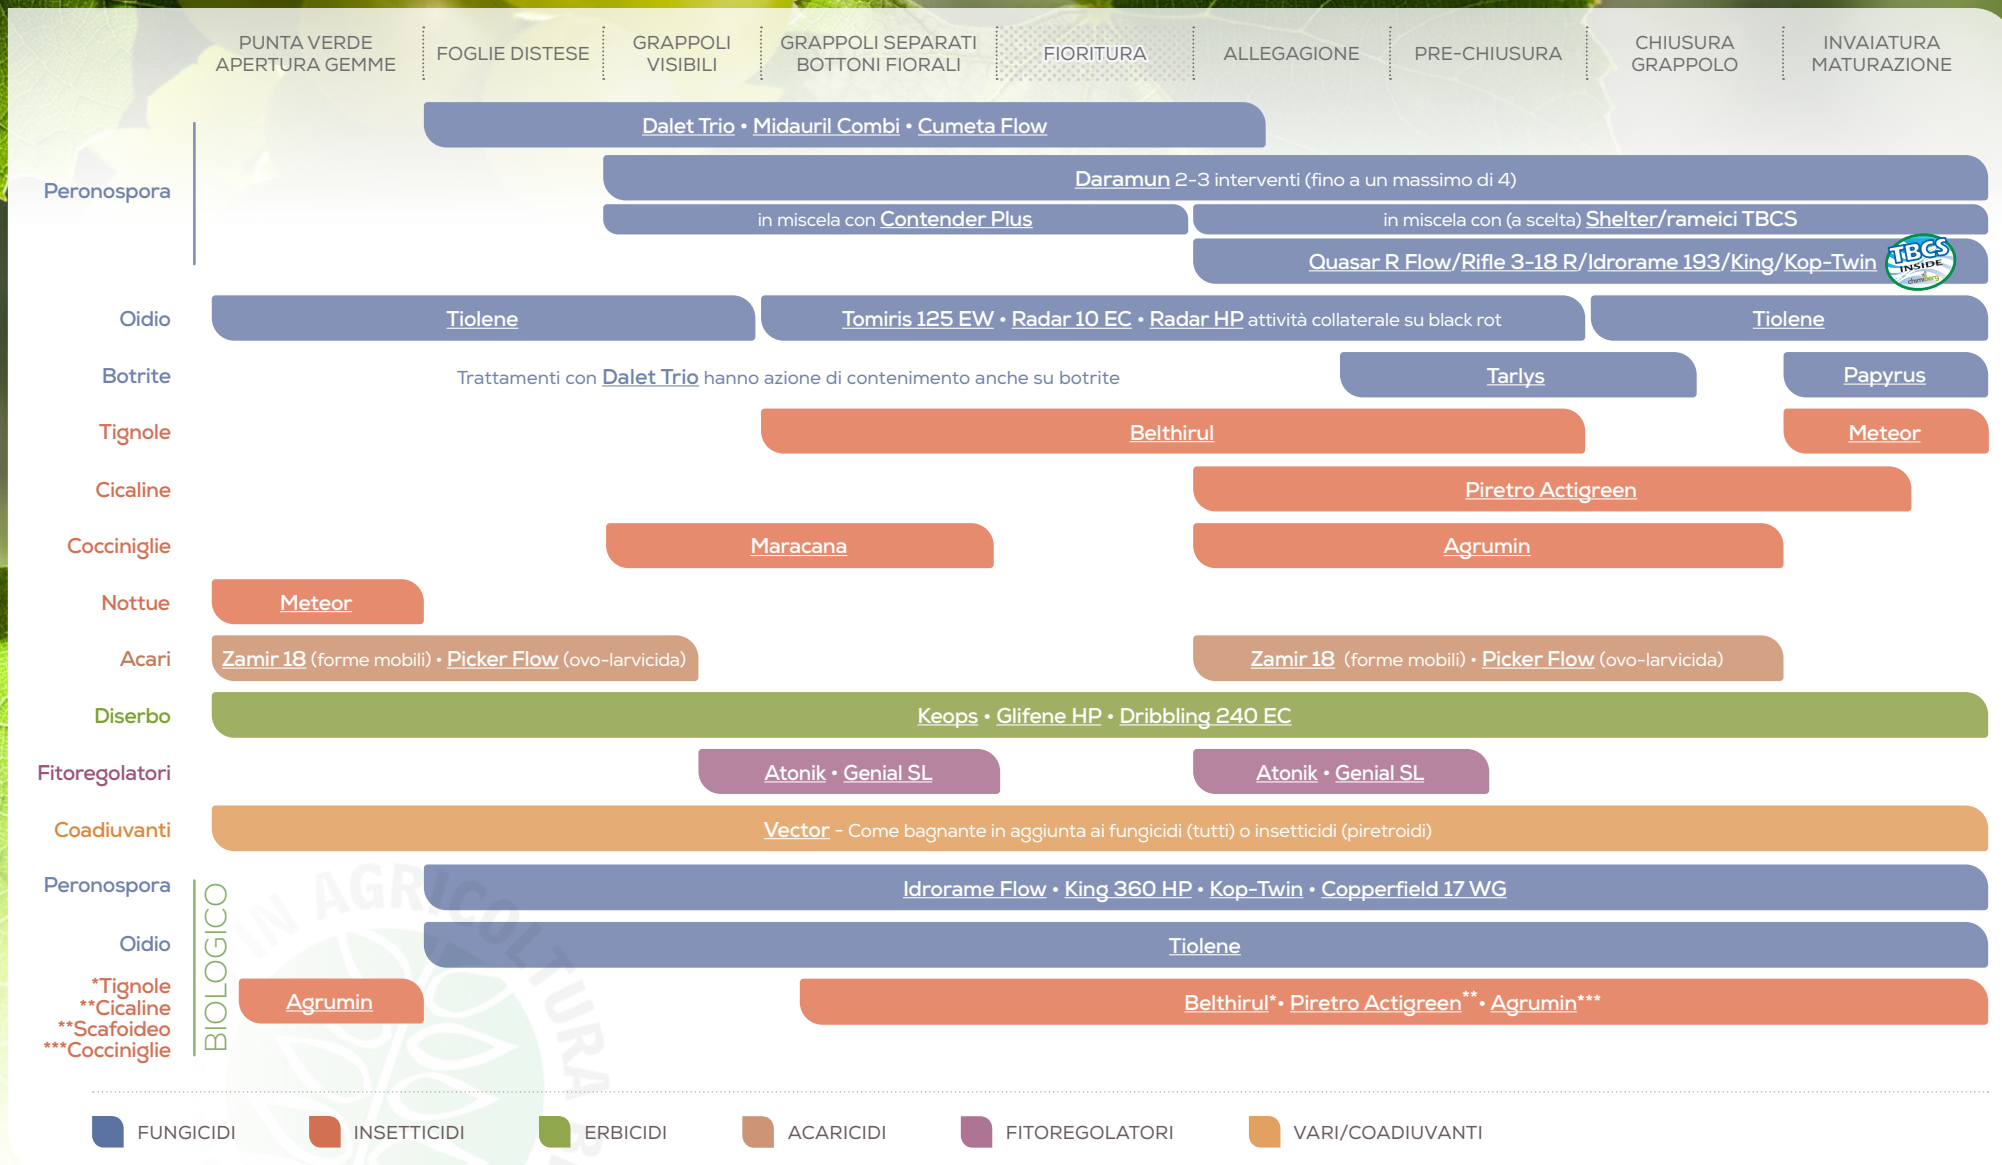 PUNTA VERDE
APERTURA GEMME
FOGLIE DISTESE
GRAPPOLI
VISIBILI
GRAPPOLI SEPARATI
BOTTONI FIORALI
FIORITURA
ALLEGAGIONE
PRE-CHIUSURA
CHIUSURA
GRAPPOLO
INVAIATURA
MATURAZIONE
Peronospora
Dalet Trio • Midauril Combi • Cumeta Flow
Daramun 2-3 interventi (fino a un massimo di 4)
in miscela con Contender Plus
in miscela con (a scelta) Shelter/rameici TBCS
Quasar R Flow/Rifle 3-18 R/Idrorame 193/King/Kop-Twin
TBCS
INSIDE
chimiberg
Oidio
Tiolene
Tomiris 125 EW • Radar 10 EC • Radar HP attività collaterale su black rot
Tiolene
Botrite
Trattamenti con Dalet Trio hanno azione di contenimento anche su botrite
Tarlys
Papyrus
Tignole
Belthirul
Meteor
Cicaline
Piretro Actigreen
Cocciniglie
Maracana
Agrumin
Nottue
Meteor
Acari
Zamir 18 (forme mobili) • Picker Flow (ovo-larvicida)
Zamir 18 (forme mobili) • Picker Flow (ovo-larvicida)
Diserbo
Keops • Glifene HP • Dribbling 240 EC
Fitoregolatori
Atonik • Genial SL
Atonik • Genial SL
Coadiuvanti
Vector - Come bagnante in aggiunta ai fungicidi (tutti) o insetticidi (piretroidi)
BIOLOGICO
Peronospora
Idrorame Flow • King 360 HP • Kop-Twin • Copperfield 17 WG
Oidio
Tiolene
*Tignole
**Cicaline
**Scafoideo
***Cocciniglie
Agrumin
Belthirul*• Piretro Actigreen**• Agrumin***
IN AGRICOLTURA
FUNGICIDI
INSETTICIDI
ERBICIDI
ACARICIDI
FITOREGOLATORI
VARI/COADIUVANTI